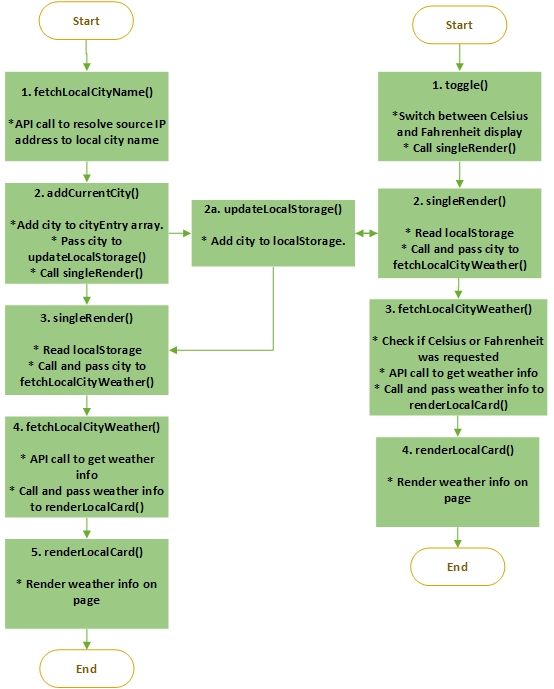 Start
1. fetchLocalCityName()
*API call to resolve source IP
address to local city name
2. addCurrentCity()
*Add city to cityEntry array.
* Pass city to
updateLocalStorage()
* Call singleRender()
2a. updateLocalStorage()
* Add city to localStorage.
3. singleRender()
* Read localStorage
* Call and pass city to
fetchLocalCityWeather()
4. fetchLocalCityWeather()
* API call to get weather
info
* Call and pass weather info
to renderLocalCard()
5. renderLocalCard()
* Render weather info on
page
End
Start
1. toggle()
*Switch between Celsius
and Fahrenheit display
* Call singleRender()
2. singleRender()
* Read localStorage
* Call and pass city to
fetchLocalCityWeather()
3. fetchLocalCityWeather()
* Check if Celsius or Fahrenheit
was requested
* API call to get weather info
* Call and pass weather info to
renderLocalCard()
4. renderLocalCard()
* Render weather info on
page
End